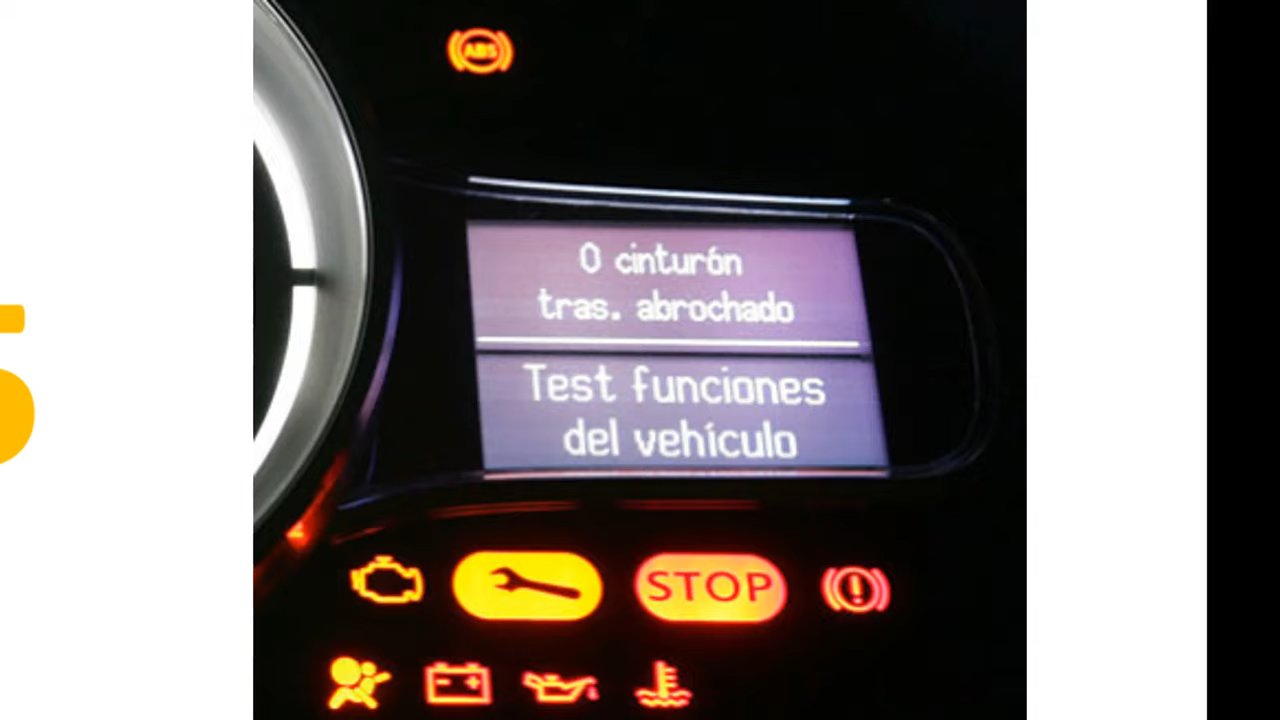 ABS
0 cinturón
tras. abrochado
Test funciones
del vehículo
STOP